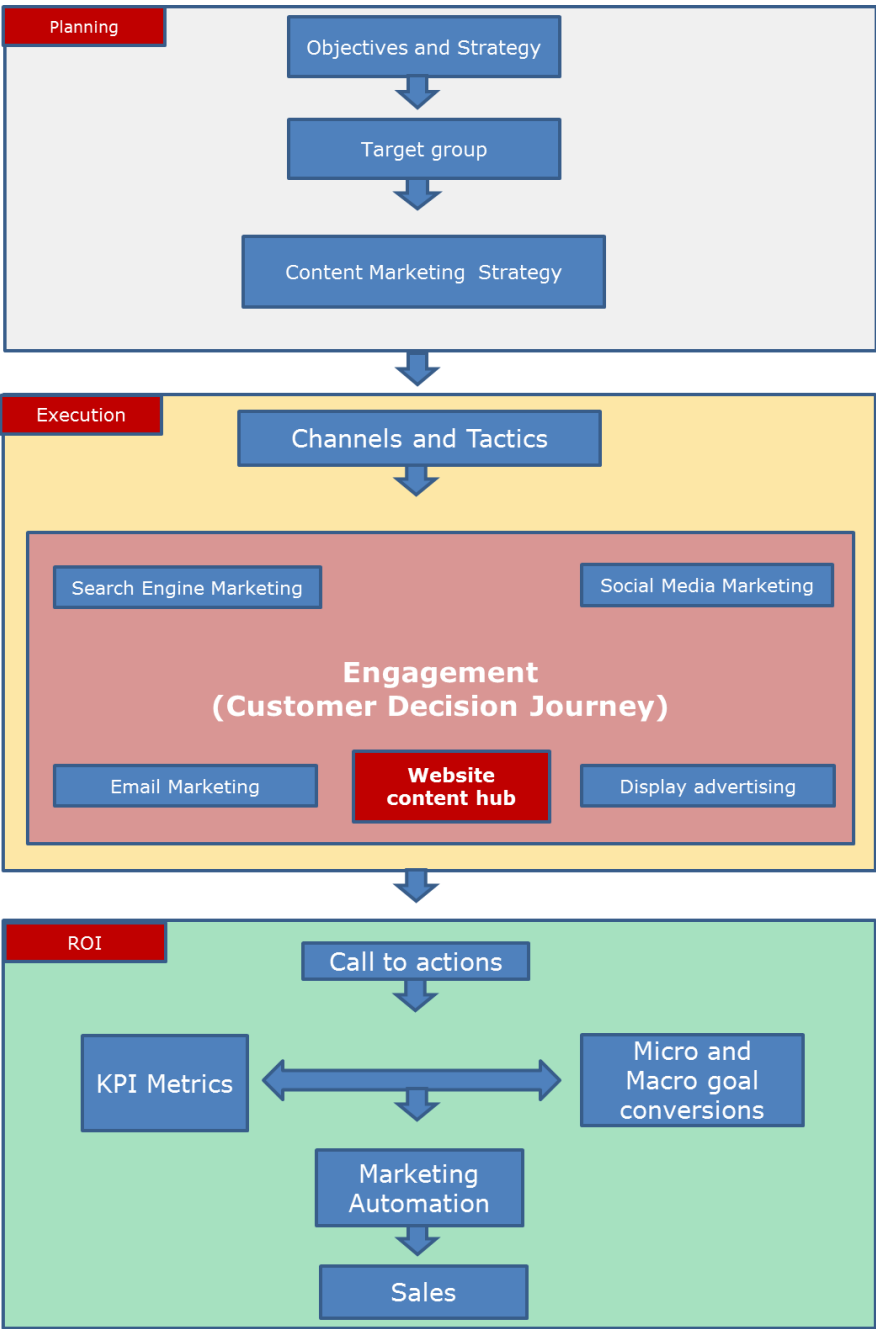 Planning
Objectives and Strategy
Target group
Content Marketing Strategy
Execution
Channels and Tactics
Search Engine Marketing
Social Media Marketing
Engagement
(Customer Decision Journey)
Email Marketing
Website
content hub
Display advertising
ROI
Call to actions
KPI Metrics
Micro and
Macro goal
conversions
Marketing
Automation
Sales